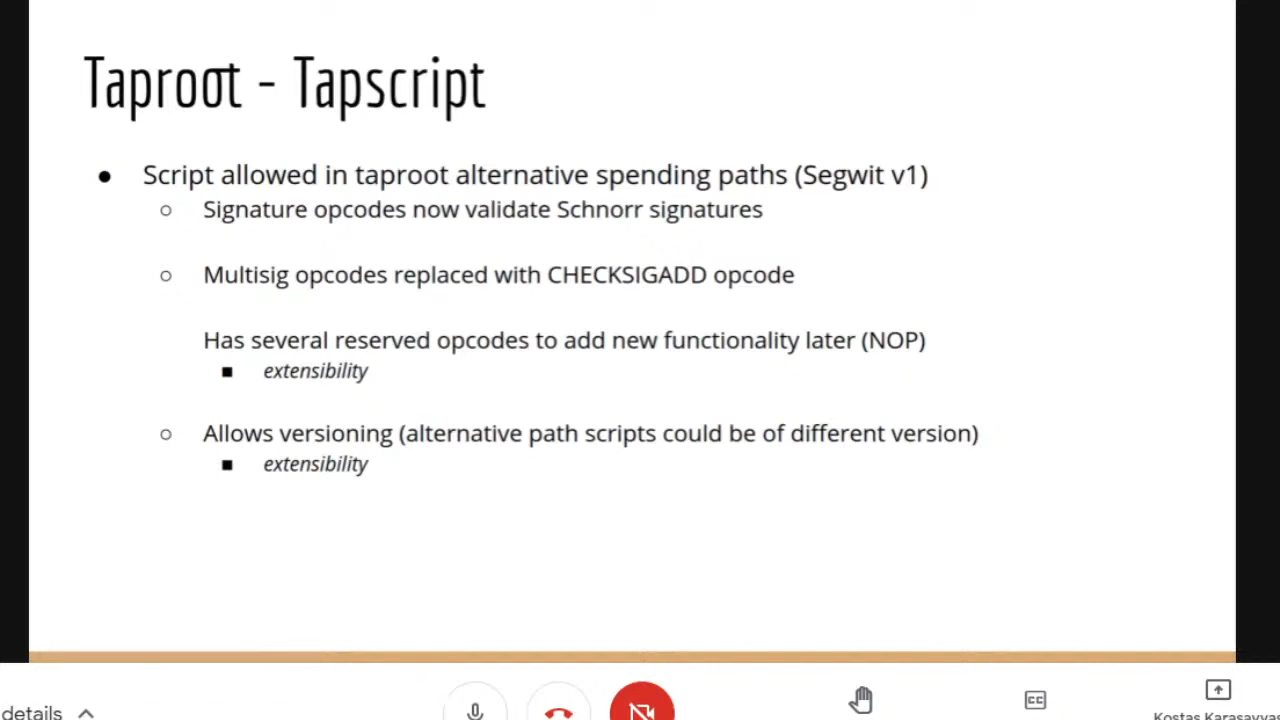 Taproot - Tapscript
● Script allowed in taproot alternative spending paths (Segwit v1)
○ Signature opcodes now validate Schnorr signatures
○ Multisig opcodes replaced with CHECKSIGADD opcode
Has several reserved opcodes to add new functionality later (NOP)
■ extensibility
○ Allows versioning (alternative path scripts could be of different version)
■ extensibility
details
CC
Kostas